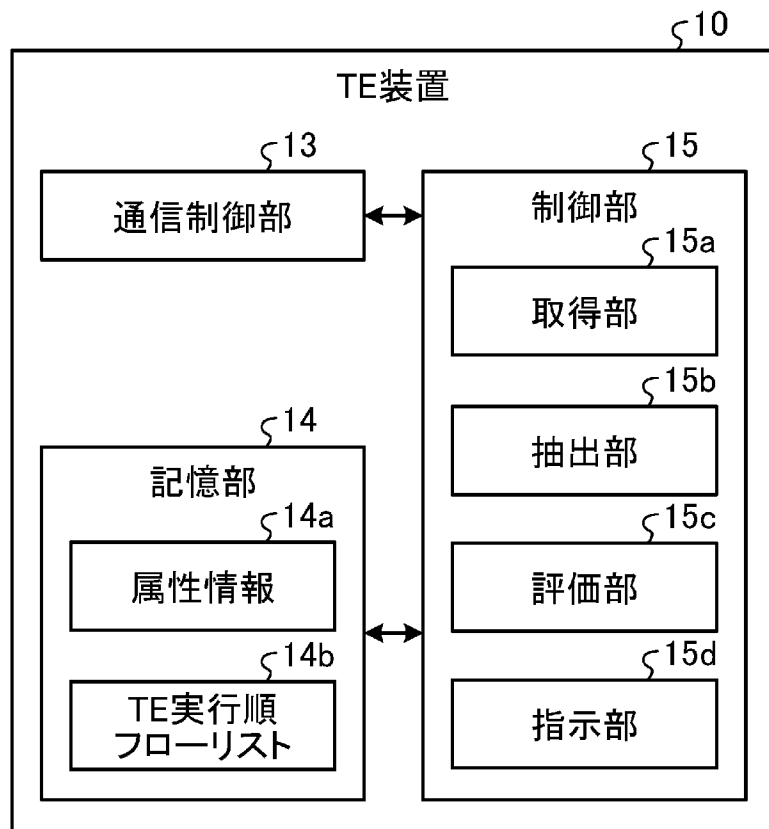 10
TE装置
13
通信制御部
15
制御部
15a
取得部
15b
抽出部
14
記憶部
14a
属性情報
15c
評価部
14b
TE実行順
フローリスト
15d
指示部